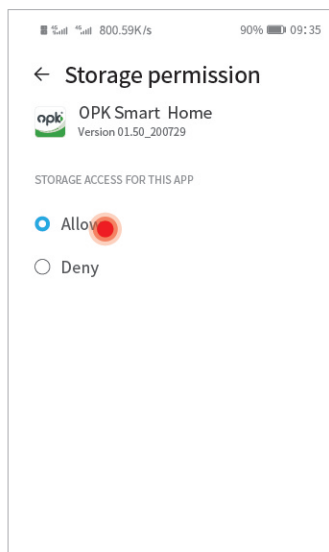 800.59K/s 90% 09:35
← Storage permission
opk OPK Smart Home
Version 01.50_200729
STORAGE ACCESS FOR THIS APP
Allow
Deny